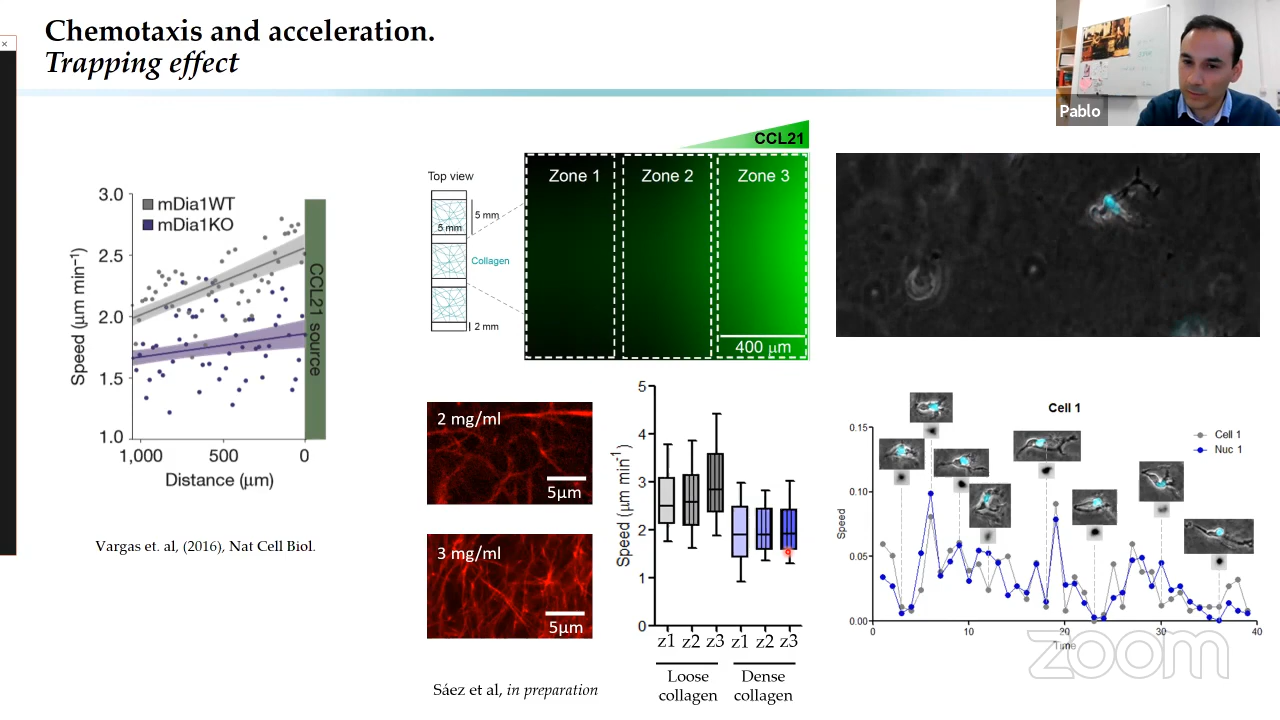 Chemotaxis and acceleration.
Trapping effect
Pablo
3.0
2.5
2.0
1.5
1.0
Speed (μm min⁻¹)
mDia1WT
mDia1KO
CCL21 source
1,000 500 0
Distance (μm)
Vargas et. al, (2016), Nat Cell Biol.
CCL21
Top view
5 mm
5 mm
Collagen
2 mm
Zone 1 Zone 2 Zone 3
400 μm
2 mg/ml
5μm
3 mg/ml
5μm
Sáez et al, in preparation
5
4
3
2
1
0
Speed (μm min⁻¹)
z1 z2 z3 z1 z2 z3
Loose Dense
collagen collagen
Cell 1
Cell 1
Nuc 1
0.15
0.10
0.05
0.00
Speed
0 10 20 30 40
Time
zoom